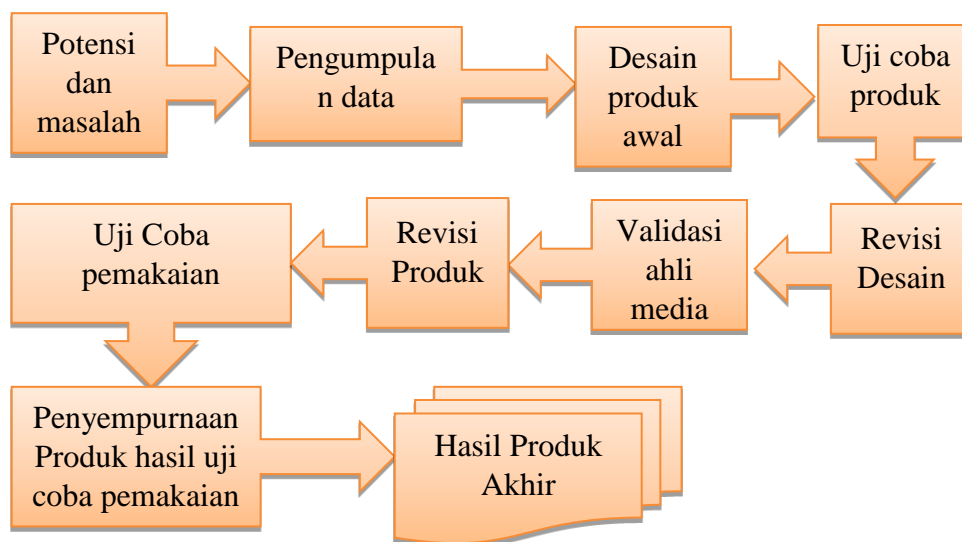 Potensi
dan
masalah
Pengumpula
n data
Desain
produk
awal
Uji coba
produk
Revisi
Desain
Validasi
ahli
media
Revisi
Produk
Uji Coba
pemakaian
Penyempurnaan
Produk hasil uji
coba pemakaian
Hasil Produk
Akhir